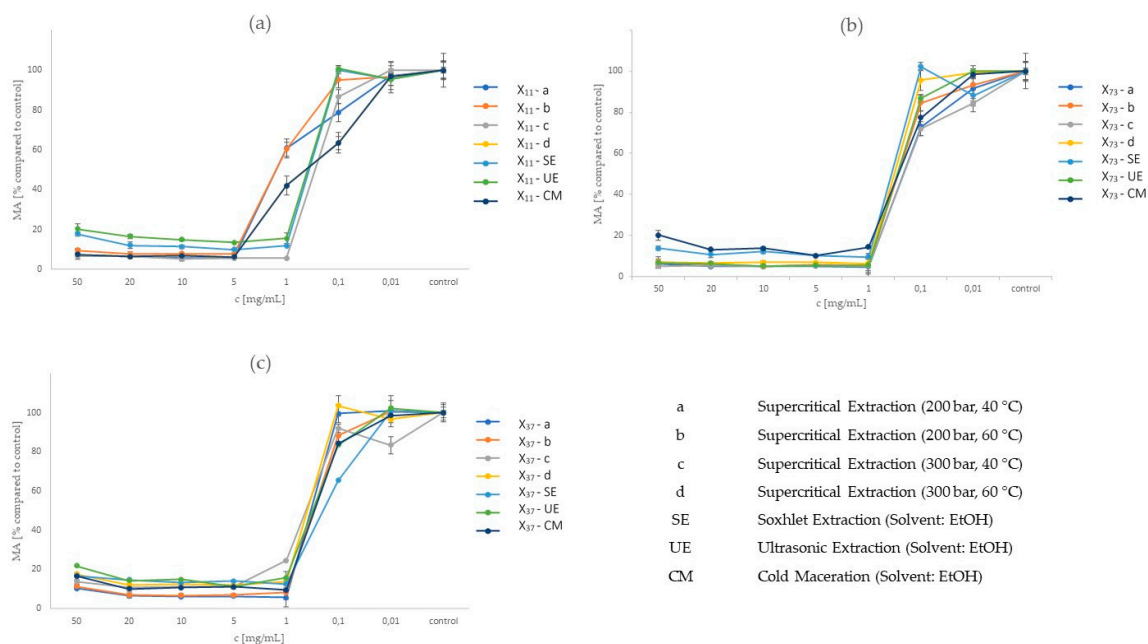 (a)
MA [% compared to control]
120
100
80
60
40
20
0
50 20 10 5 1 0,1 0,01 control
c [mg/mL]
X11 - a
X11 - b
X11 - c
X11 - d
X11 - SE
X11 - UE
X11 - CM
(b)
MA [% compared to control]
120
100
80
60
40
20
0
50 20 10 5 1 0,1 0,01 control
c [mg/mL]
X73 - a
X73 - b
X73 - c
X73 - d
X73 - SE
X73 - UE
X73 - CM
(c)
MA [% compared to control]
120
100
80
60
40
20
0
50 20 10 5 1 0,1 0,01 control
c [mg/mL]
X37 - a
X37 - b
X37 - c
X37 - d
X37 - SE
X37 - UE
X37 - CM
a Supercritical Extraction (200 bar, 40 °C)
b Supercritical Extraction (200 bar, 60 °C)
c Supercritical Extraction (300 bar, 40 °C)
d Supercritical Extraction (300 bar, 60 °C)
SE Soxhlet Extraction (Solvent: EtOH)
UE Ultrasonic Extraction (Solvent: EtOH)
CM Cold Maceration (Solvent: EtOH)